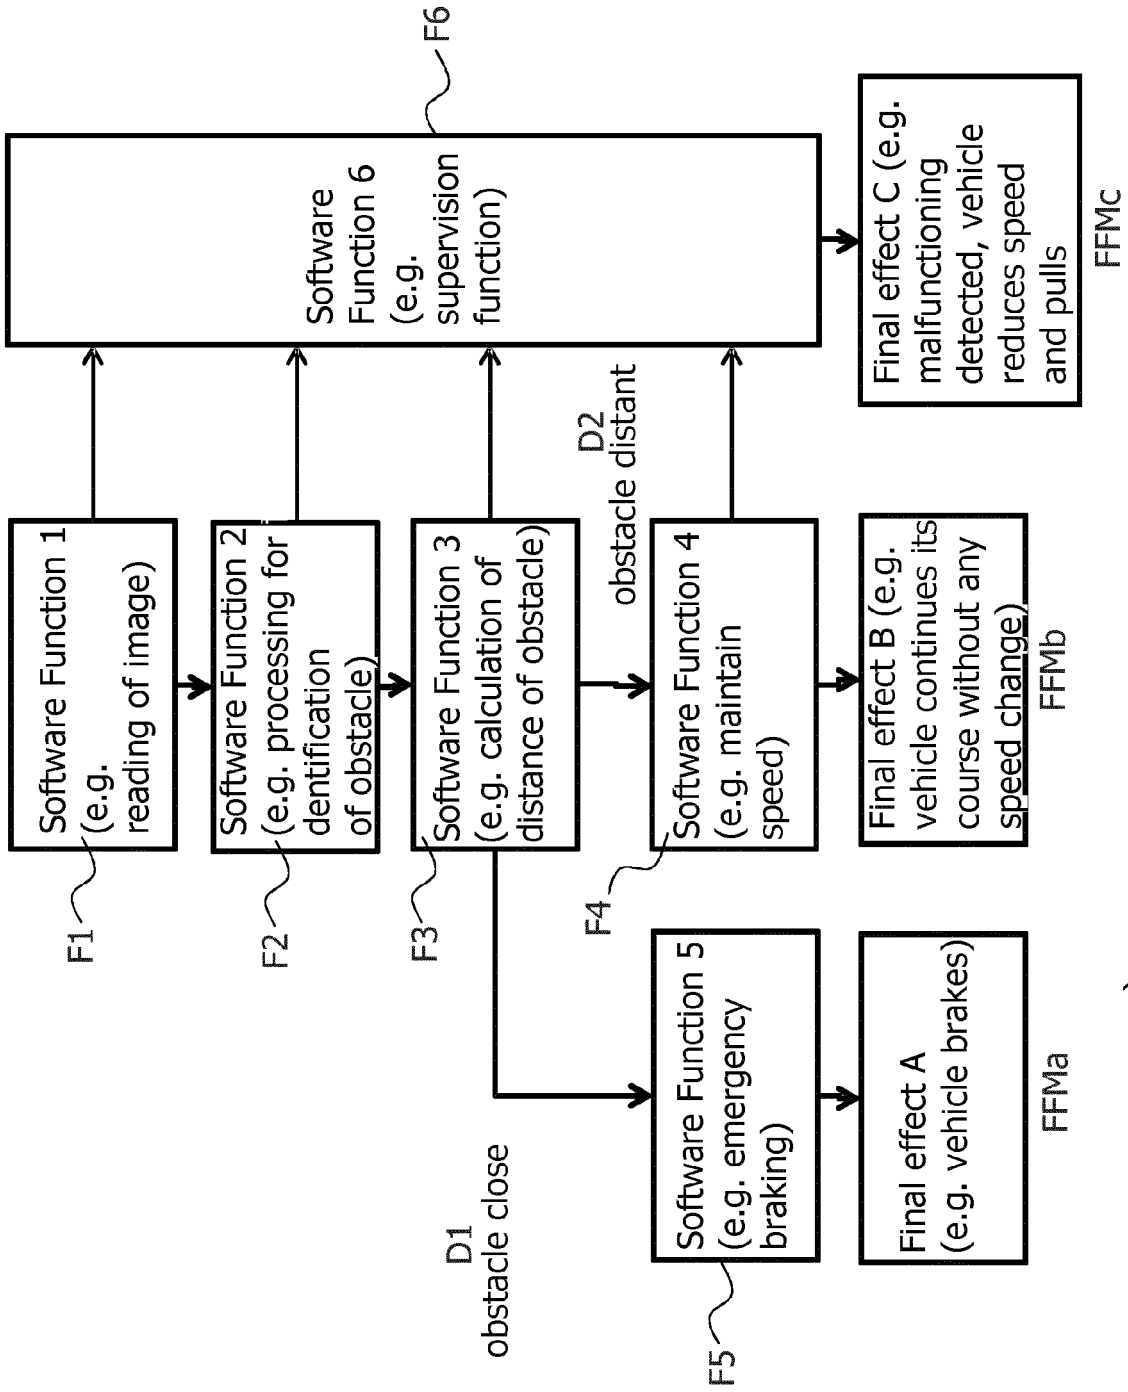 Software Function 1
(e.g.
reading of image)
F1
Software Function 2
(e.g. processing for
dentification
of obstacle)
F2
Software Function 3
(e.g. calculation of
distance of obstacle)
F3
D1
obstacle close
D2
obstacle distant
Software Function 4
(e.g. maintain
speed)
F4
Software Function 5
(e.g. emergency
braking)
F5
Software
Function 6
(e.g.
supervision
function)
F6
Final effect A
(e.g. vehicle brakes)
FFMa
Final effect B (e.g.
vehicle continues its
course without any
speed change)
FFMb
Final effect C (e.g.
malfunctioning
detected, vehicle
reduces speed
and pulls
FFMc